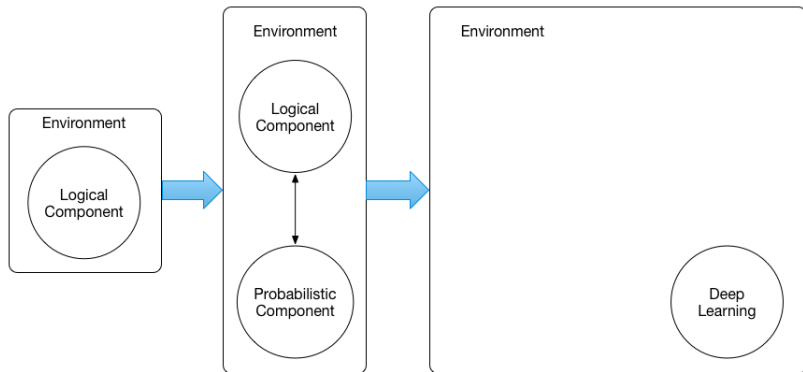 Environment
Logical
Component
Environment
Logical
Component
Probabilistic
Component
Environment
Deep
Learning